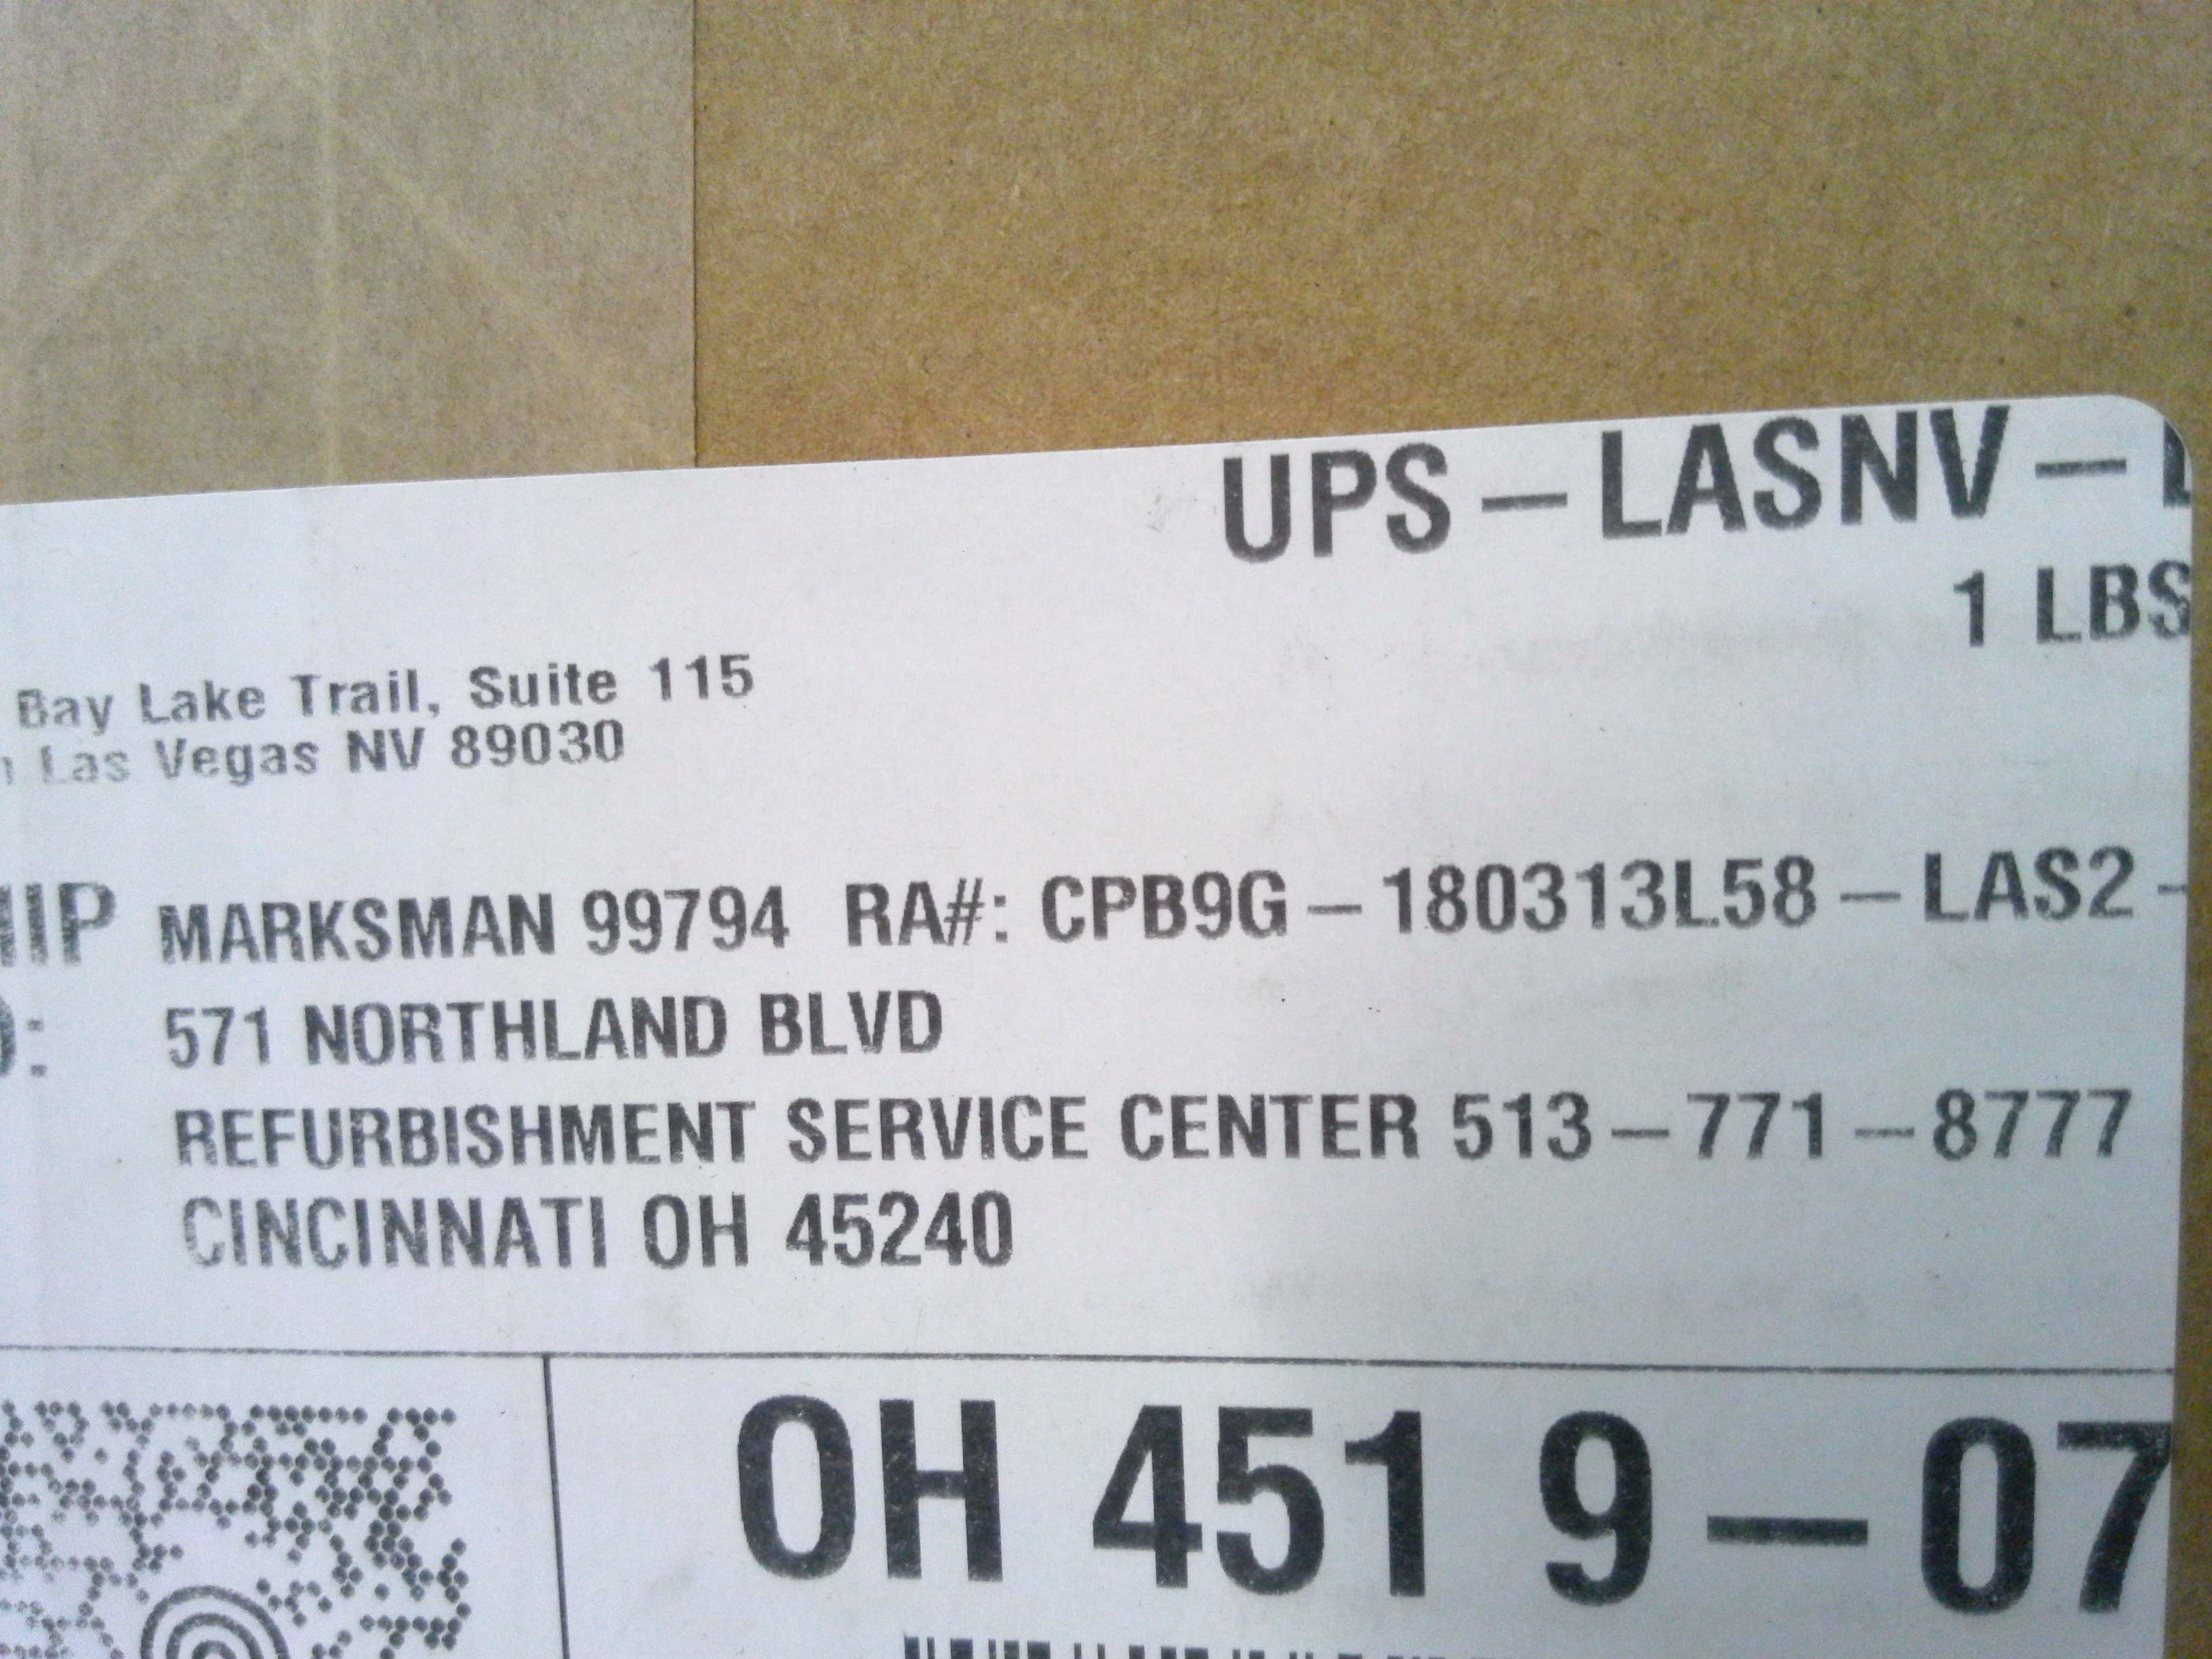 UPS-LASNV-
1 LBS
Bay Lake Trail, Suite 115
Las Vegas NV 89030
MARKSMAN 99794 RA#: CPB9G-180313L58-LAS2-
571 NORTHLAND BLVD
REFURBISHMENT SERVICE CENTER 513-771-8777
CINCINNATI OH 45240
OH 451 9-07